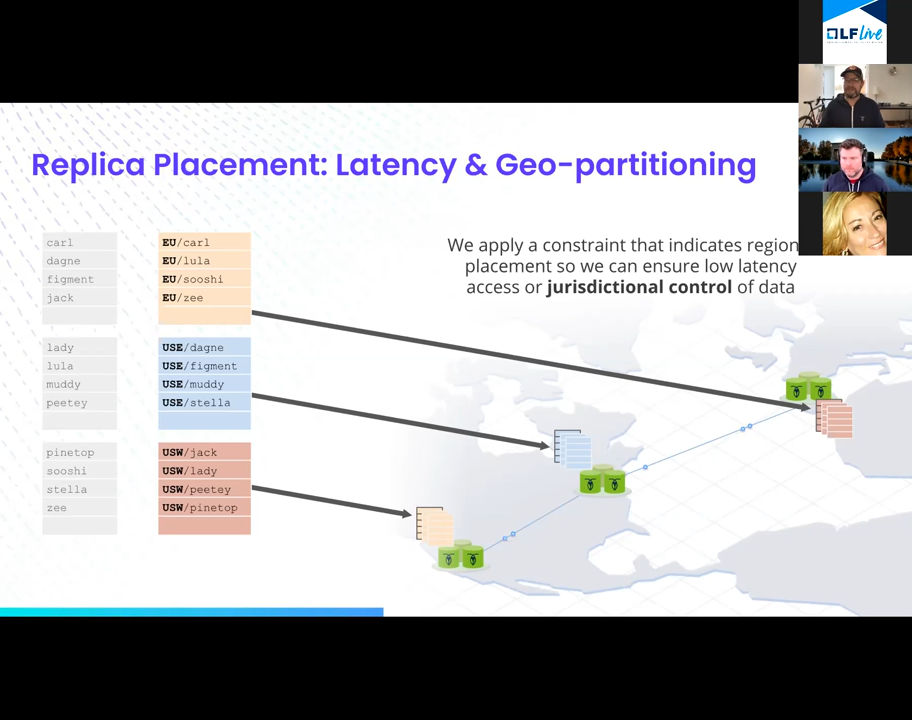 LF live
Replica Placement: Latency & Geo-partitioning
We apply a constraint that indicates region
placement so we can ensure low latency
access or jurisdictional control of data
carl
dagne
figment
jack
lady
lula
muddy
peetey
pinetop
sooshi
stella
zee
EU/carl
EU/lula
EU/sooshi
EU/zee
USE/dagne
USE/figment
USE/muddy
USE/stella
USW/jack
USW/lady
USW/peetey
USW/pinetop